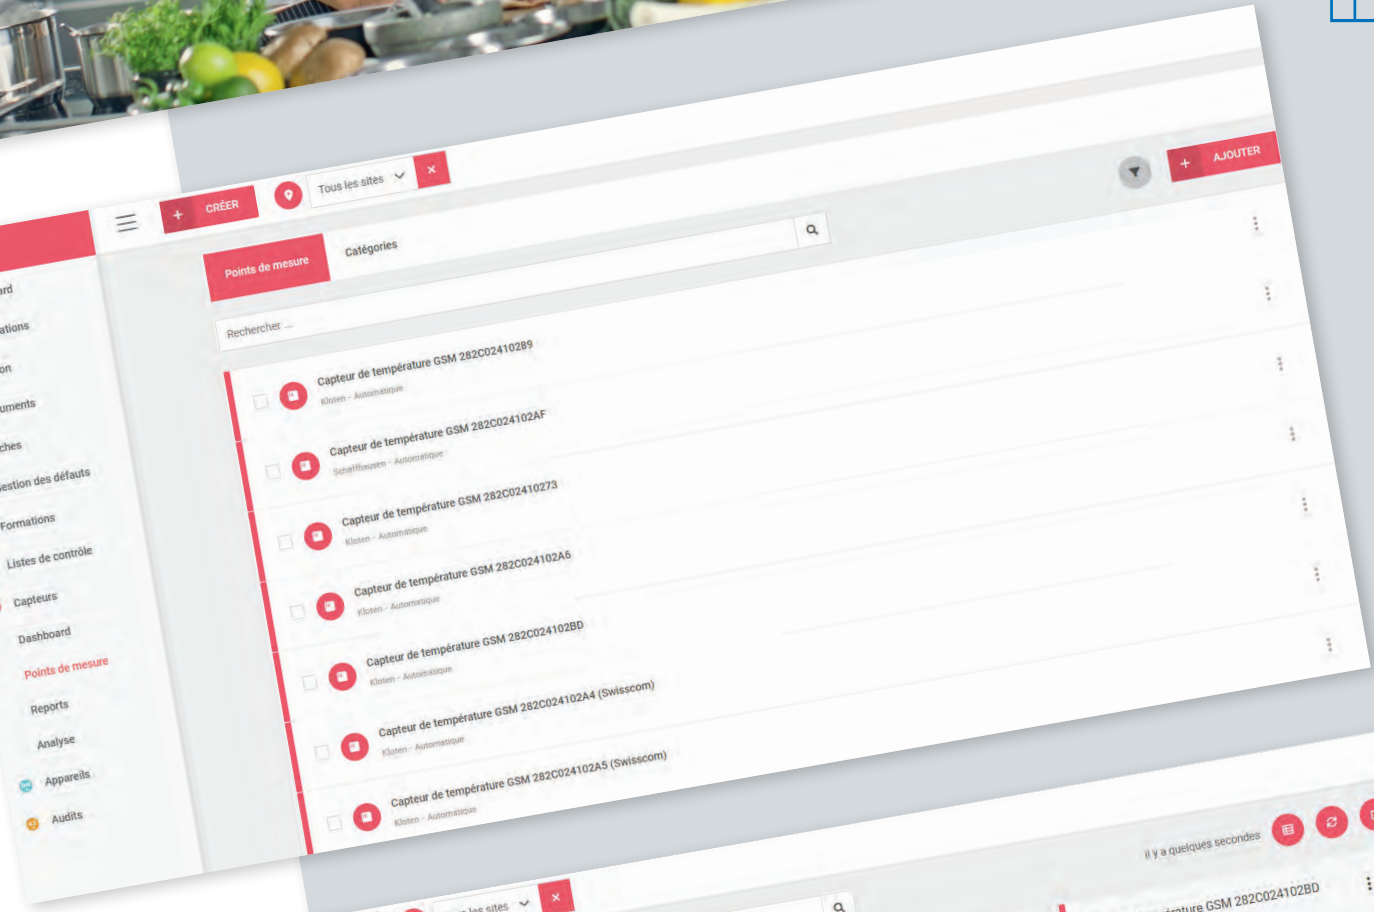 CRÉER
Tous les sites
AJOUTER
Points de mesure
Catégories
Rechercher ...
Capteur de température GSM 282C02410289
Kloten - Automatique
Capteur de température GSM 282C024102AF
Schaffhausen - Automatique
Capteur de température GSM 282C02410273
Kloten - Automatique
Capteur de température GSM 282C024102A6
Kloten - Automatique
Capteur de température GSM 282C024102BD
Kloten - Automatique
Capteur de température GSM 282C024102A4 (Swisscom)
Kloten - Automatique
Capteur de température GSM 282C024102A5 (Swisscom)
Kloten - Automatique
ard
ations
on
uments
ches
estion des défauts
Formations
Listes de contrôle
Capteurs
Dashboard
Points de mesure
Reports
Analyse
Appareils
Audits
il y a quelques secondes
les sites
rature GSM 282C024102BD